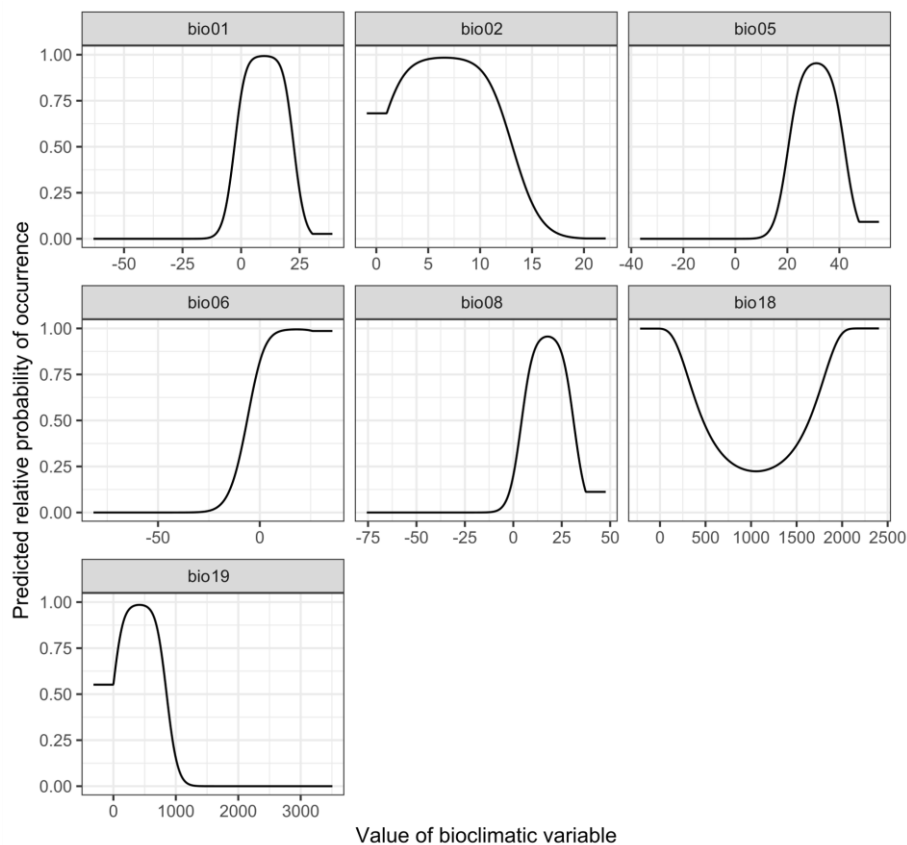 bio01 bio02 bio05
1.00
0.75
0.50
0.25
0.00
-50 -25 0 25 0 5 10 15 20 -40 -20 0 20 40
bio06 bio08 bio18
1.00
0.75
0.50
0.25
0.00
-50 0 -75 -50 -25 0 25 50 0 500 1000 1500 2000 2500
bio19
1.00
0.75
0.50
0.25
0.00
0 1000 2000 3000
Predicted relative probability of occurrence
Value of bioclimatic variable